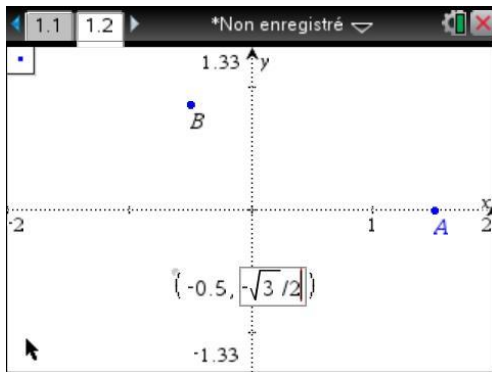 1.1 1.2 *Non enregistré
1.33 y
B
-2 1 x 2
A
(-0.5, -√3/2)
-1.33